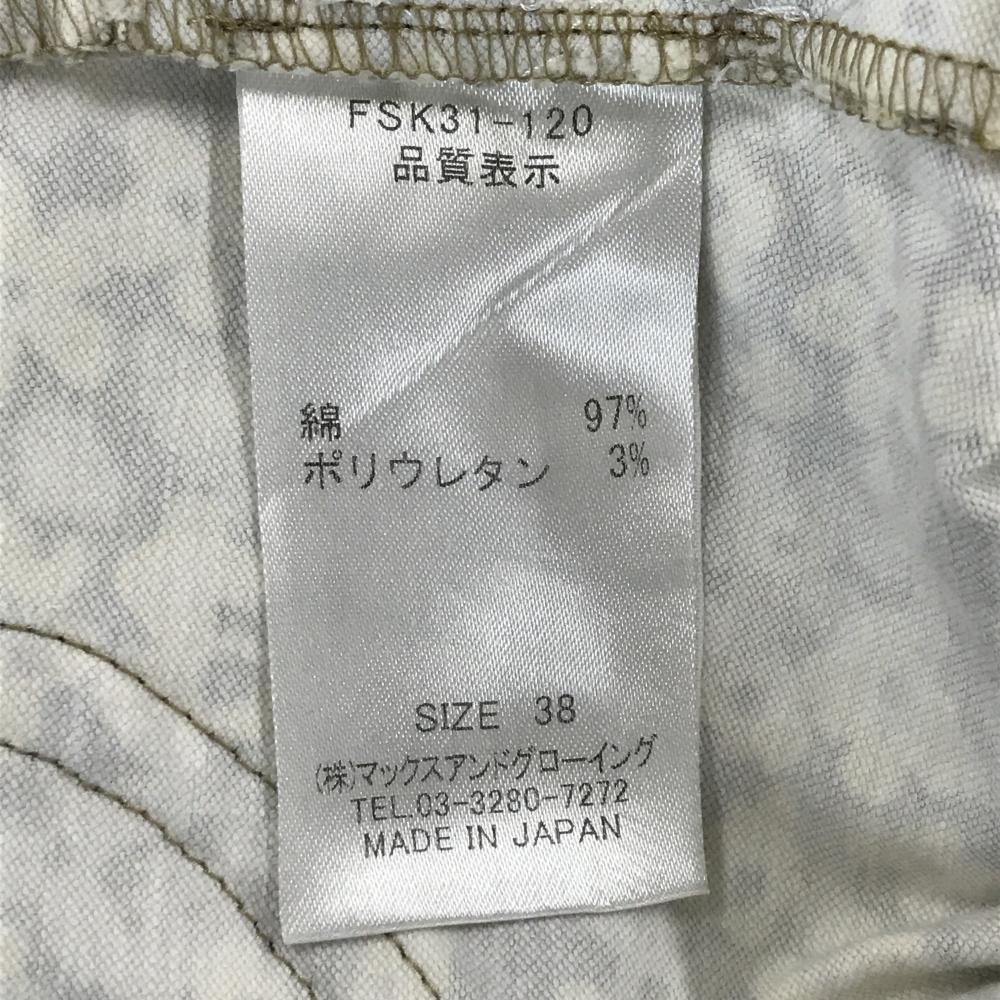 FSK31-120
品質表示
綿 97%
ポリウレタン 3%
SIZE 38
(株)マックスアンドグローイング
TEL.03-3280-7272
MADE IN JAPAN